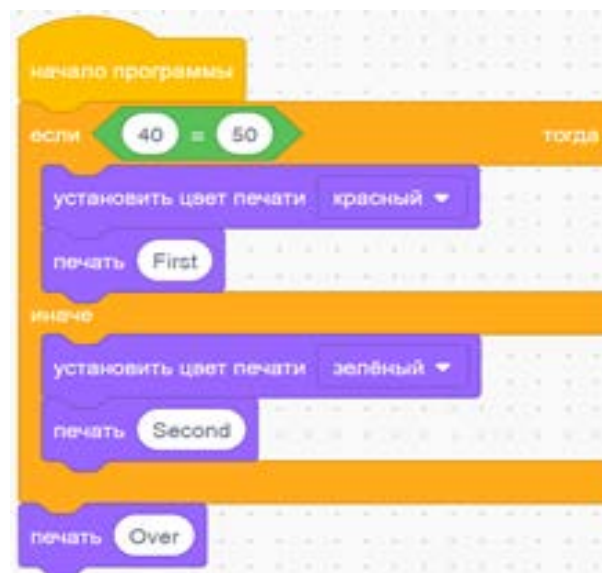 начало программы
если 40 = 50 тогда
установить цвет печати красный
печать First
иначе
установить цвет печати зелёный
печать Second
печать Over